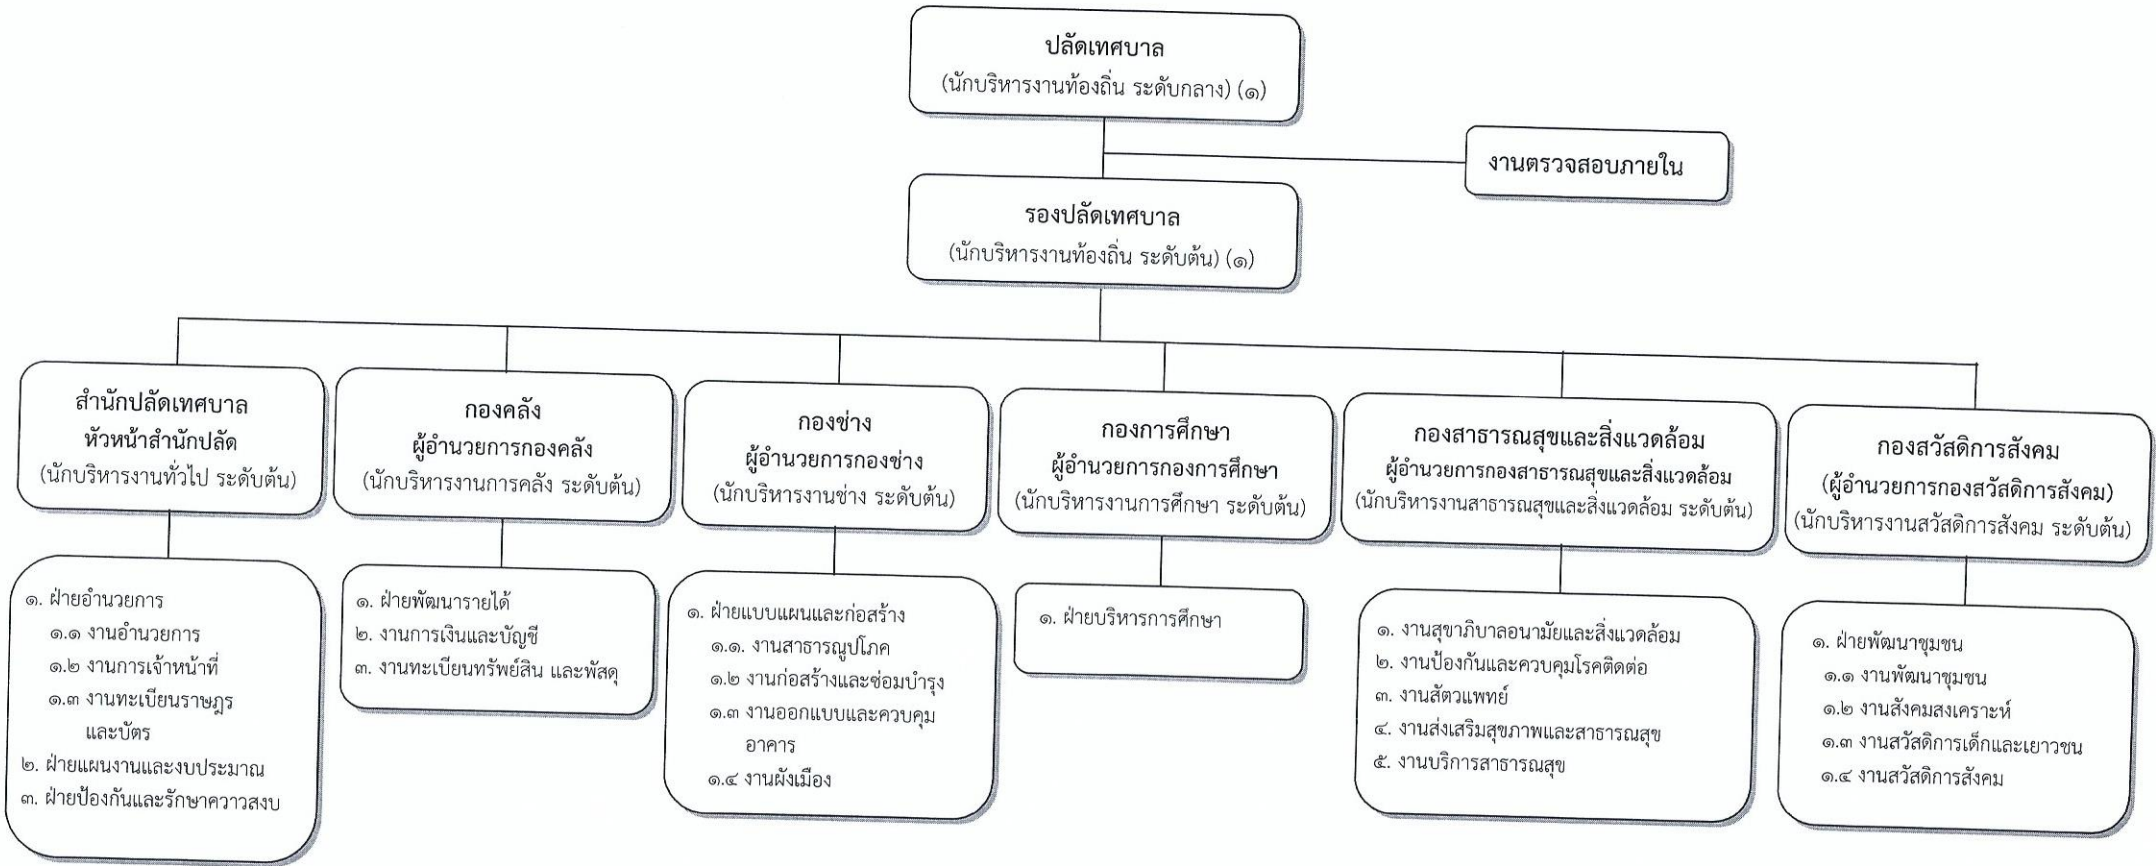 ปลัดเทศบาล
(นักบริหารงานท้องถิ่น ระดับกลาง) (๑)
งานตรวจสอบภายใน
รองปลัดเทศบาล
(นักบริหารงานท้องถิ่น ระดับต้น) (๑)
สำนักปลัดเทศบาล
หัวหน้าสำนักปลัด
(นักบริหารงานทั่วไป ระดับต้น)
กองคลัง
ผู้อำนวยการกองคลัง
(นักบริหารงานการคลัง ระดับต้น)
กองช่าง
ผู้อำนวยการกองช่าง
(นักบริหารงานช่าง ระดับต้น)
กองการศึกษา
ผู้อำนวยการกองการศึกษา
(นักบริหารงานการศึกษา ระดับต้น)
กองสาธารณสุขและสิ่งแวดล้อม
ผู้อำนวยการกองสาธารณสุขและสิ่งแวดล้อม
(นักบริหารงานสาธารณสุขและสิ่งแวดล้อม ระดับต้น)
กองสวัสดิการสังคม
(ผู้อำนวยการกองสวัสดิการสังคม)
(นักบริหารงานสวัสดิการสังคม ระดับต้น)
๑. ฝ่ายอำนวยการ
๑.๑ งานอำนวยการ
๑.๒ งานการเจ้าหน้าที่
๑.๓ งานทะเบียนราษฎร
และบัตร
๒. ฝ่ายแผนงานและงบประมาณ
๓. ฝ่ายป้องกันและรักษาควาวสงบ
๑. ฝ่ายพัฒนารายได้
๒. งานการเงินและบัญชี
๓. งานทะเบียนทรัพย์สิน และพัสดุ
๑. ฝ่ายแบบแผนและก่อสร้าง
๑.๑. งานสาธารณูปโภค
๑.๒ งานก่อสร้างและซ่อมบำรุง
๑.๓ งานออกแบบและควบคุม
อาคาร
๑.๔ งานผังเมือง
๑. ฝ่ายบริหารการศึกษา
๑. งานสุขาภิบาลอนามัยและสิ่งแวดล้อม
๒. งานป้องกันและควบคุมโรคติดต่อ
๓. งานสัตวแพทย์
๔. งานส่งเสริมสุขภาพและสาธารณสุข
๕. งานบริการสาธารณสุข
๑. ฝ่ายพัฒนาชุมชน
๑.๑ งานพัฒนาชุมชน
๑.๒ งานสังคมสงเคราะห์
๑.๓ งานสวัสดิการเด็กและเยาวชน
๑.๔ งานสวัสดิการสังคม